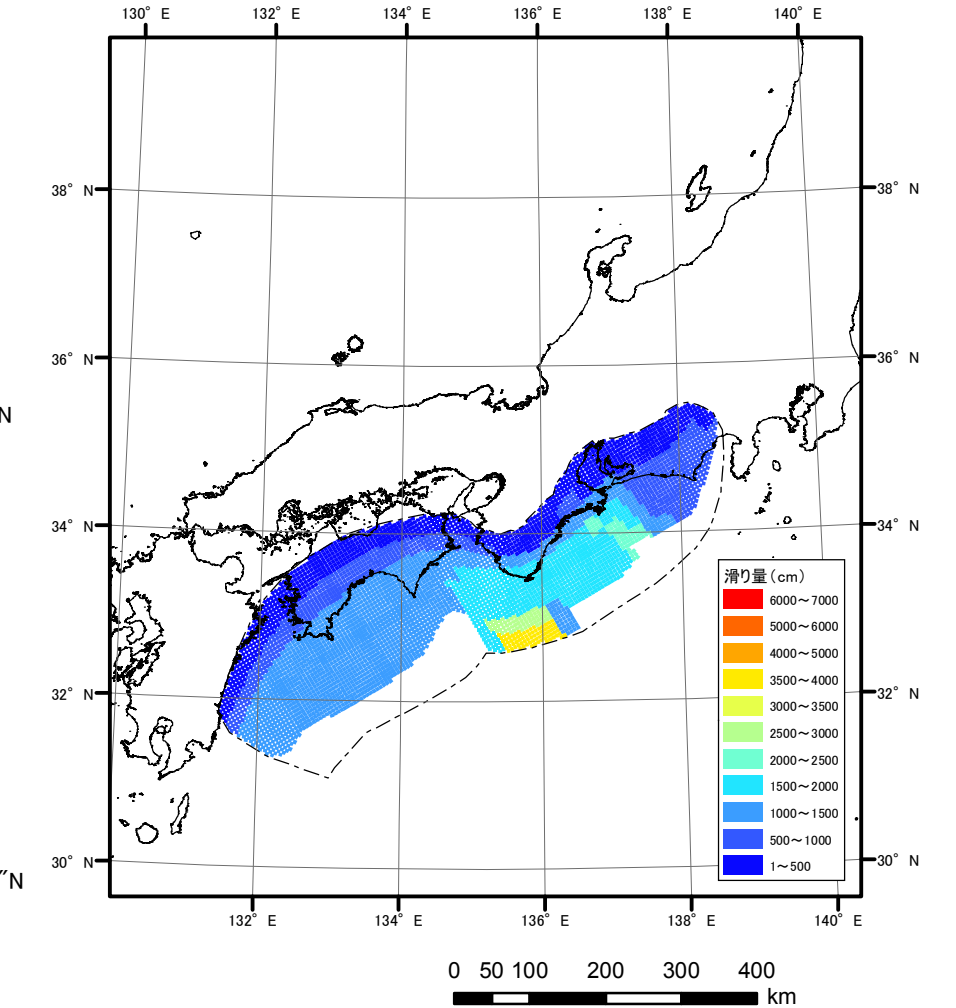 130° E 132° E 134° E 136° E 138° E 140° E
38° N 38° N
36° N 36° N
N
34° N 34° N
滑り量(cm)
6000～7000
5000～6000
4000～5000
3500～4000
3000～3500
2500～3000
2000～2500
1500～2000
1000～1500
500～1000
1～500
32° N 32° N
30° N 30° N
″N
132° E 134° E 136° E 138° E 140° E
0 50 100 200 300 400
km